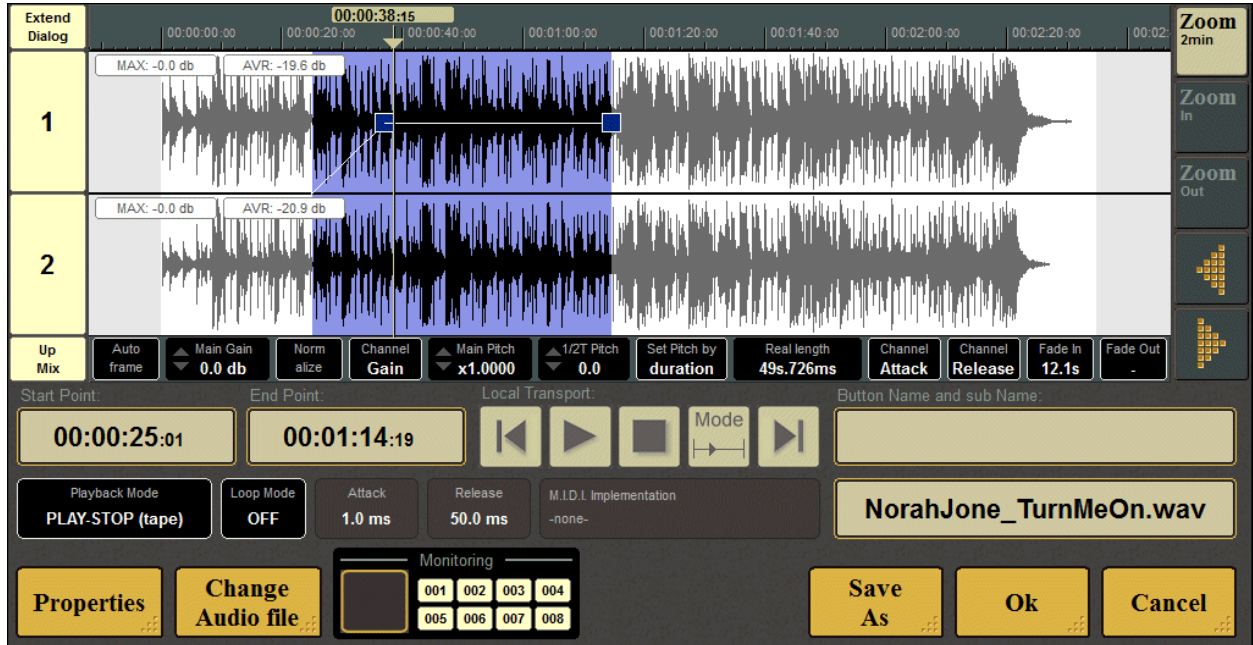 Extend
Dialog
00:00:38:15
00:00:00:00
00:00:20:00
00:00:40:00
00:01:00:00
00:01:20:00
00:01:40:00
00:02:00:00
00:02:20:00
00:02:
Zoom
2min
MAX: -0.0 db
AVR: -19.6 db
1
Zoom
In
Zoom
Out
MAX: -0.0 db
AVR: -20.9 db
2
Up
Mix
Auto
frame
Main Gain
0.0 db
Norm
alize
Channel
Gain
Main Pitch
x1.0000
1/2T Pitch
0.0
Set Pitch by
duration
Real length
49s.726ms
Channel
Attack
Channel
Release
Fade In
12.1s
Fade Out
-
Start Point:
End Point:
Local Transport:
Button Name and sub Name:
00:00:25:01
00:01:14:19
Mode
Playback Mode
PLAY-STOP (tape)
Loop Mode
OFF
Attack
1.0 ms
Release
50.0 ms
M.I.D.I. Implementation
-none-
NorahJone_TurnMeOn.wav
Properties
Change
Audio file
Monitoring
001 002 003 004
005 006 007 008
Save
As
Ok
Cancel